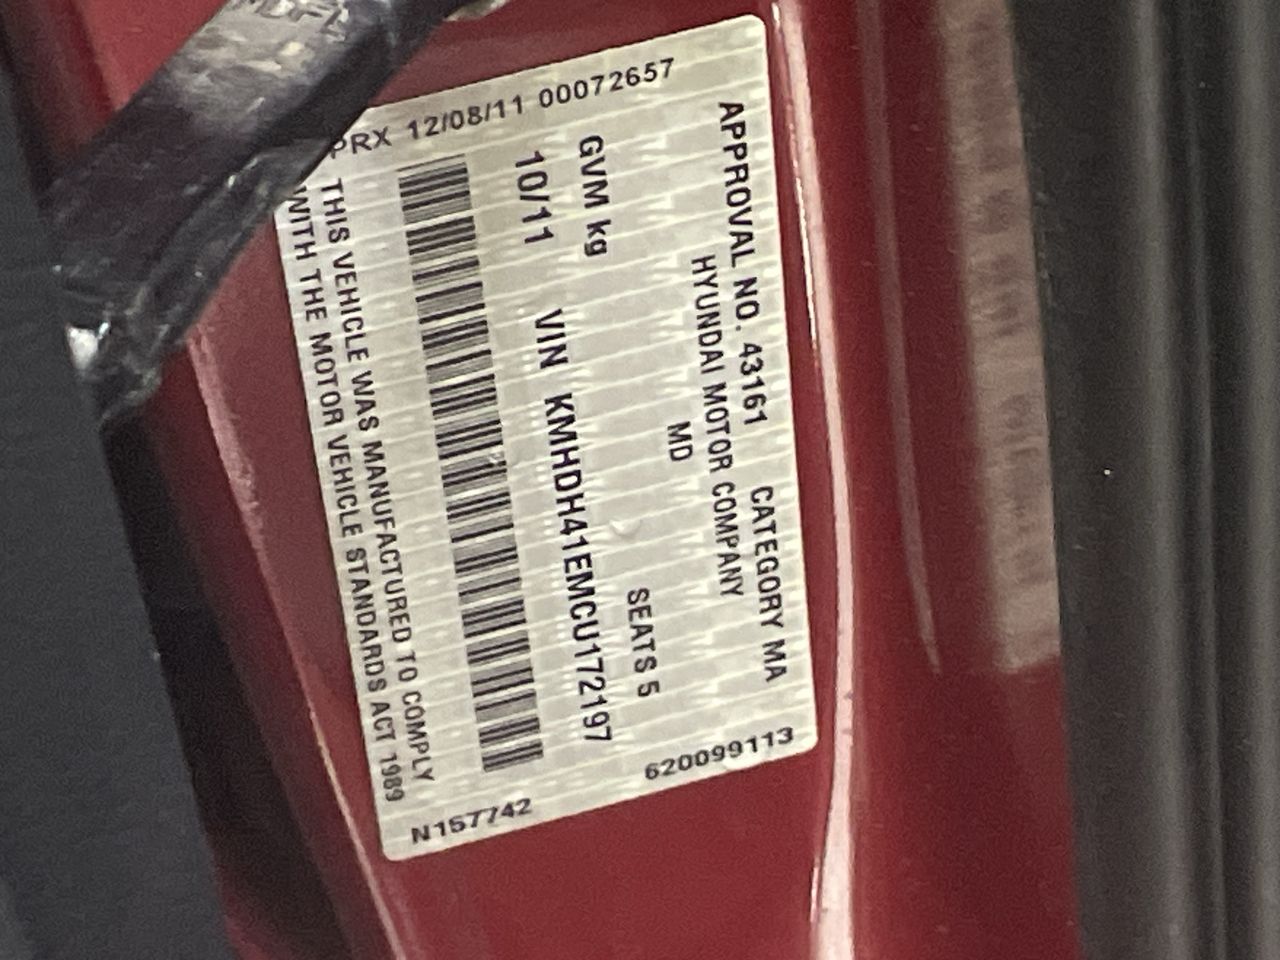 APPROVAL NO. 43161 CATEGORY MA
HYUNDAI MOTOR COMPANY
MD
GVM kg SEATS 5
10/11 VIN KMHDH41EMCU172197
THIS VEHICLE WAS MANUFACTURED TO COMPLY
WITH THE MOTOR VEHICLE STANDARDS ACT 1989
PRX 12/08/11 00072657
N157742 620099113